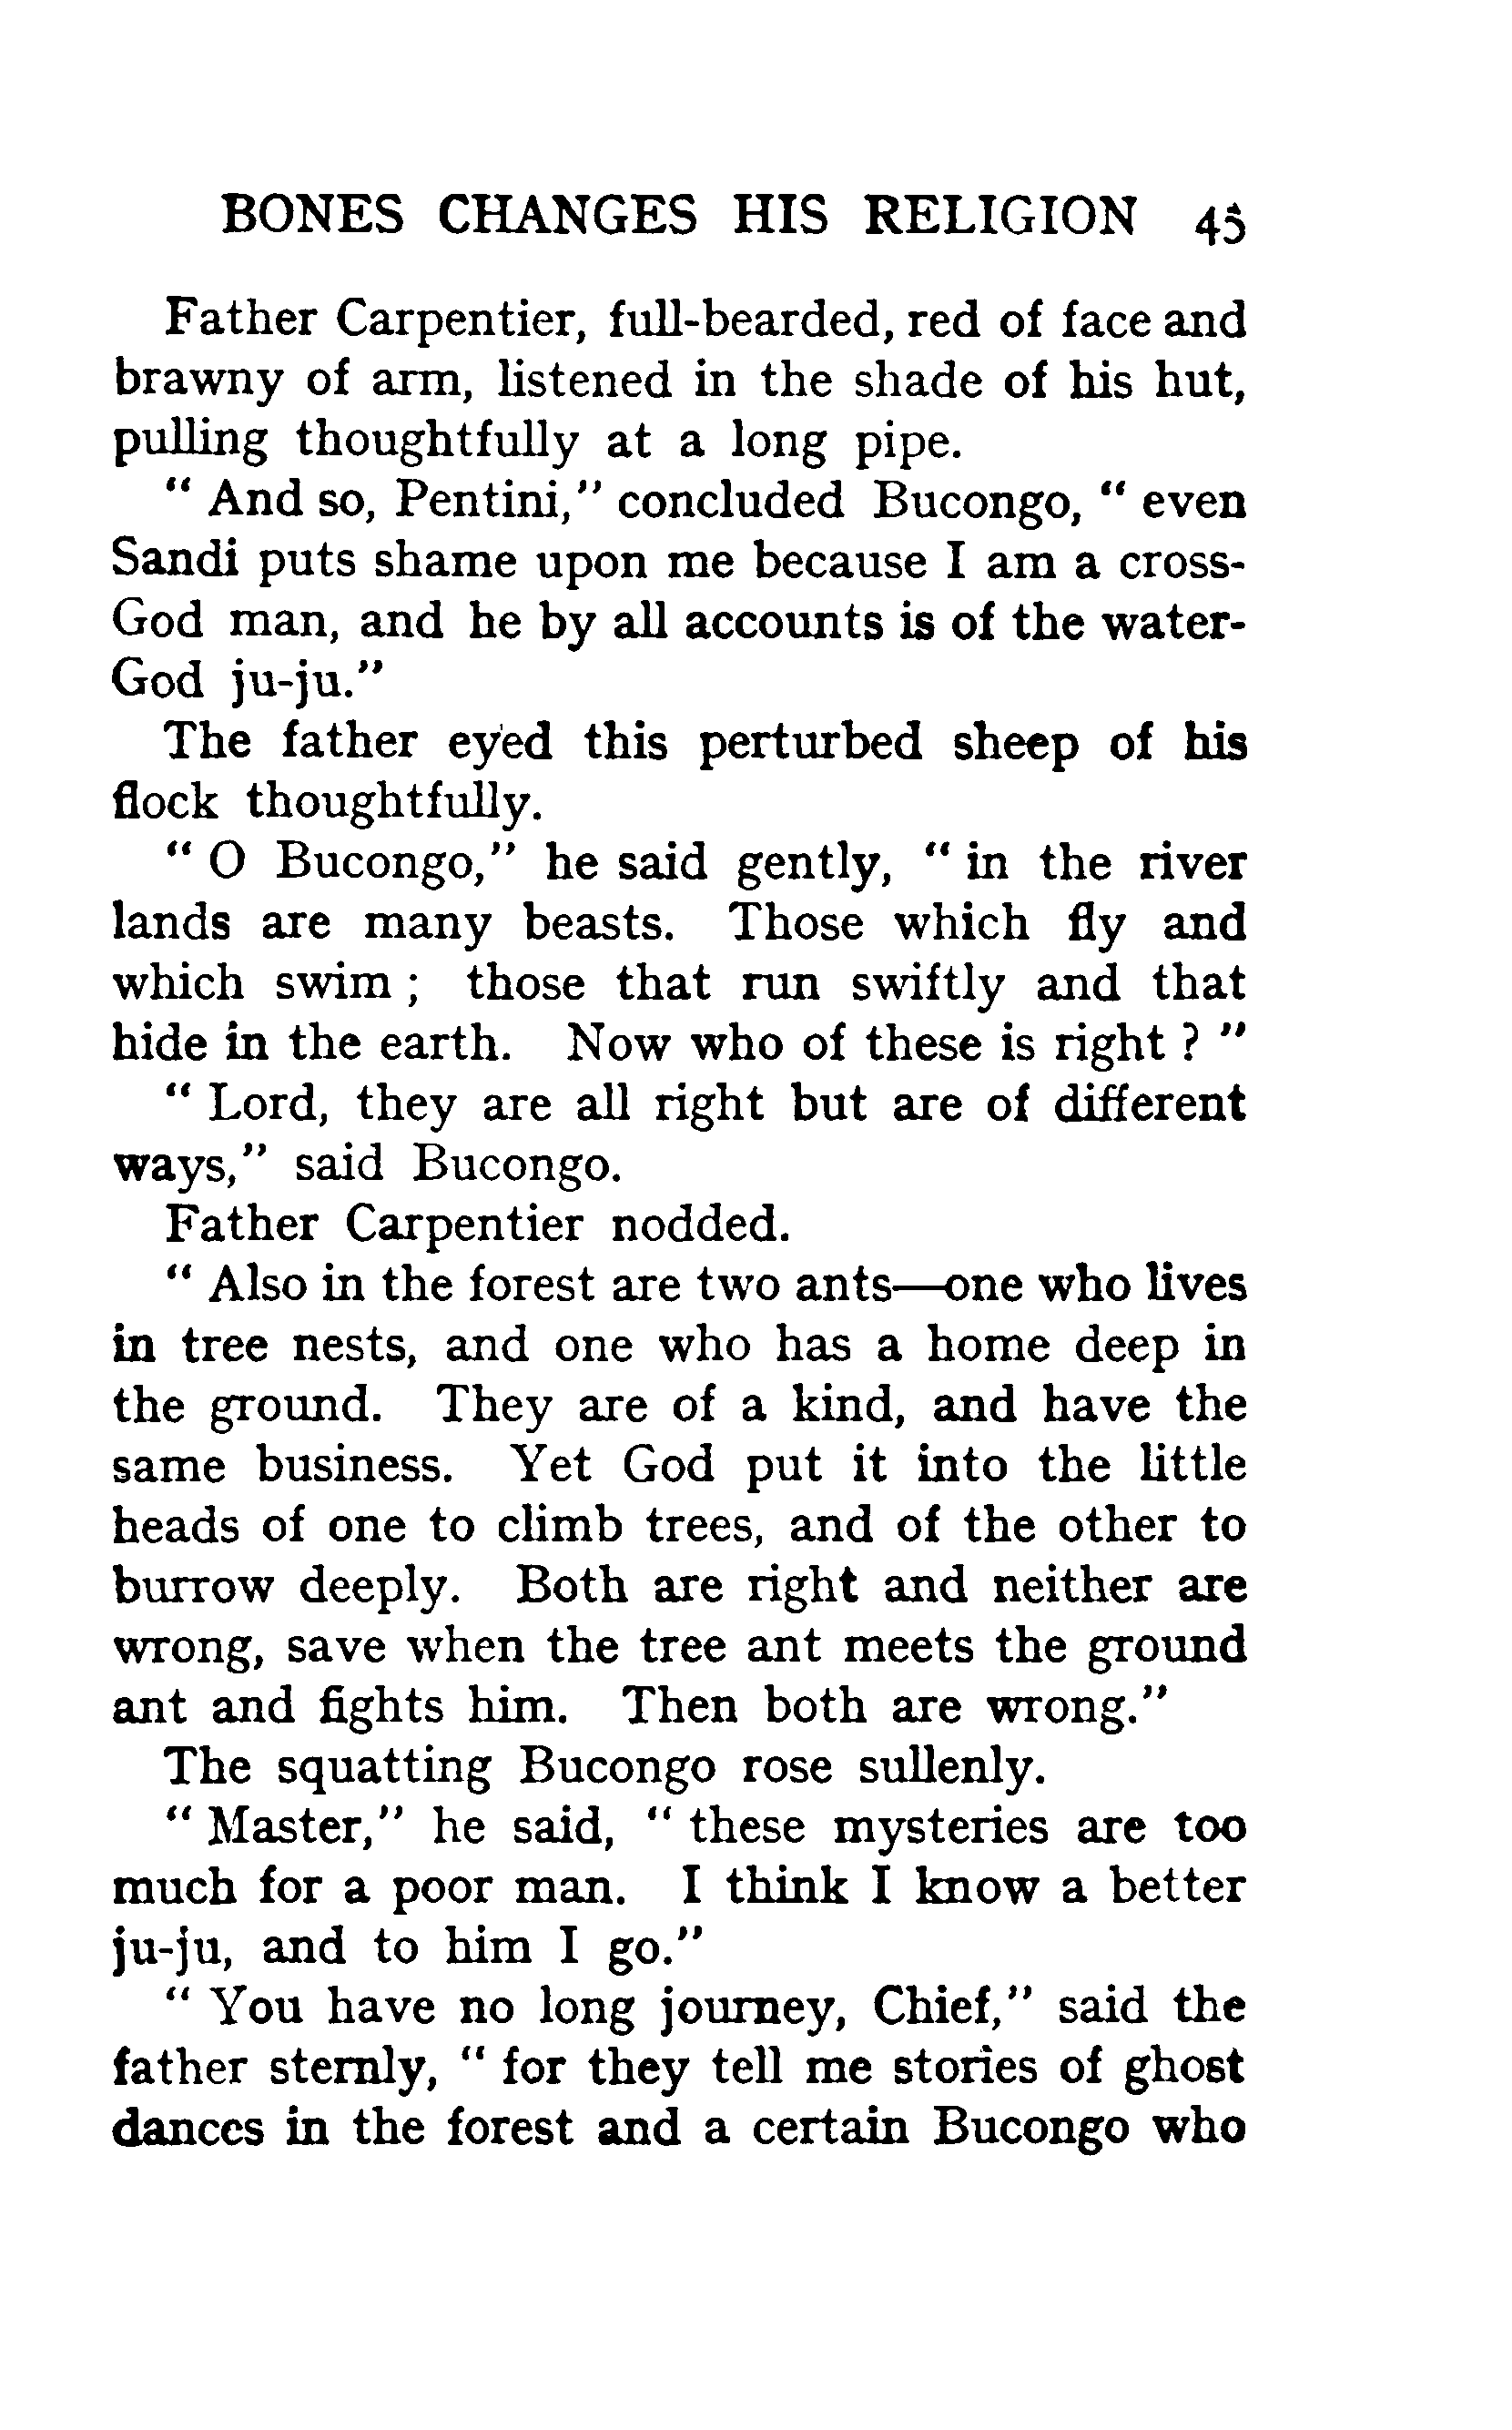 BONES CHANGES HIS RELIGION 45
Father Carpentier, full-bearded, red of face and
brawny of arm, listened in the shade of his hut,
pulling thoughtfully at a long pipe.
" And so, Pentini," concluded Bucongo, " even
Sandi puts shame upon me because I am a cross-
God man, and he by all accounts is of the water-
God ju-ju."
The father eyed this perturbed sheep of his
flock thoughtfully.
" O Bucongo," he said gently, " in the river
lands are many beasts. Those which fly and
which swim ; those that run swiftly and that
hide in the earth. Now who of these is right ? "
" Lord, they are all right but are of different
ways," said Bucongo.
Father Carpentier nodded.
" Also in the forest are two ants—one who lives
in tree nests, and one who has a home deep in
the ground. They are of a kind, and have the
same business. Yet God put it into the little
heads of one to climb trees, and of the other to
burrow deeply. Both are right and neither are
wrong, save when the tree ant meets the ground
ant and fights him. Then both are wrong."
The squatting Bucongo rose sullenly.
" Master," he said, " these mysteries are too
much for a poor man. I think I know a better
ju-ju, and to him I go."
" You have no long journey, Chief," said the
father sternly, " for they tell me stories of ghost
dances in the forest and a certain Bucongo who